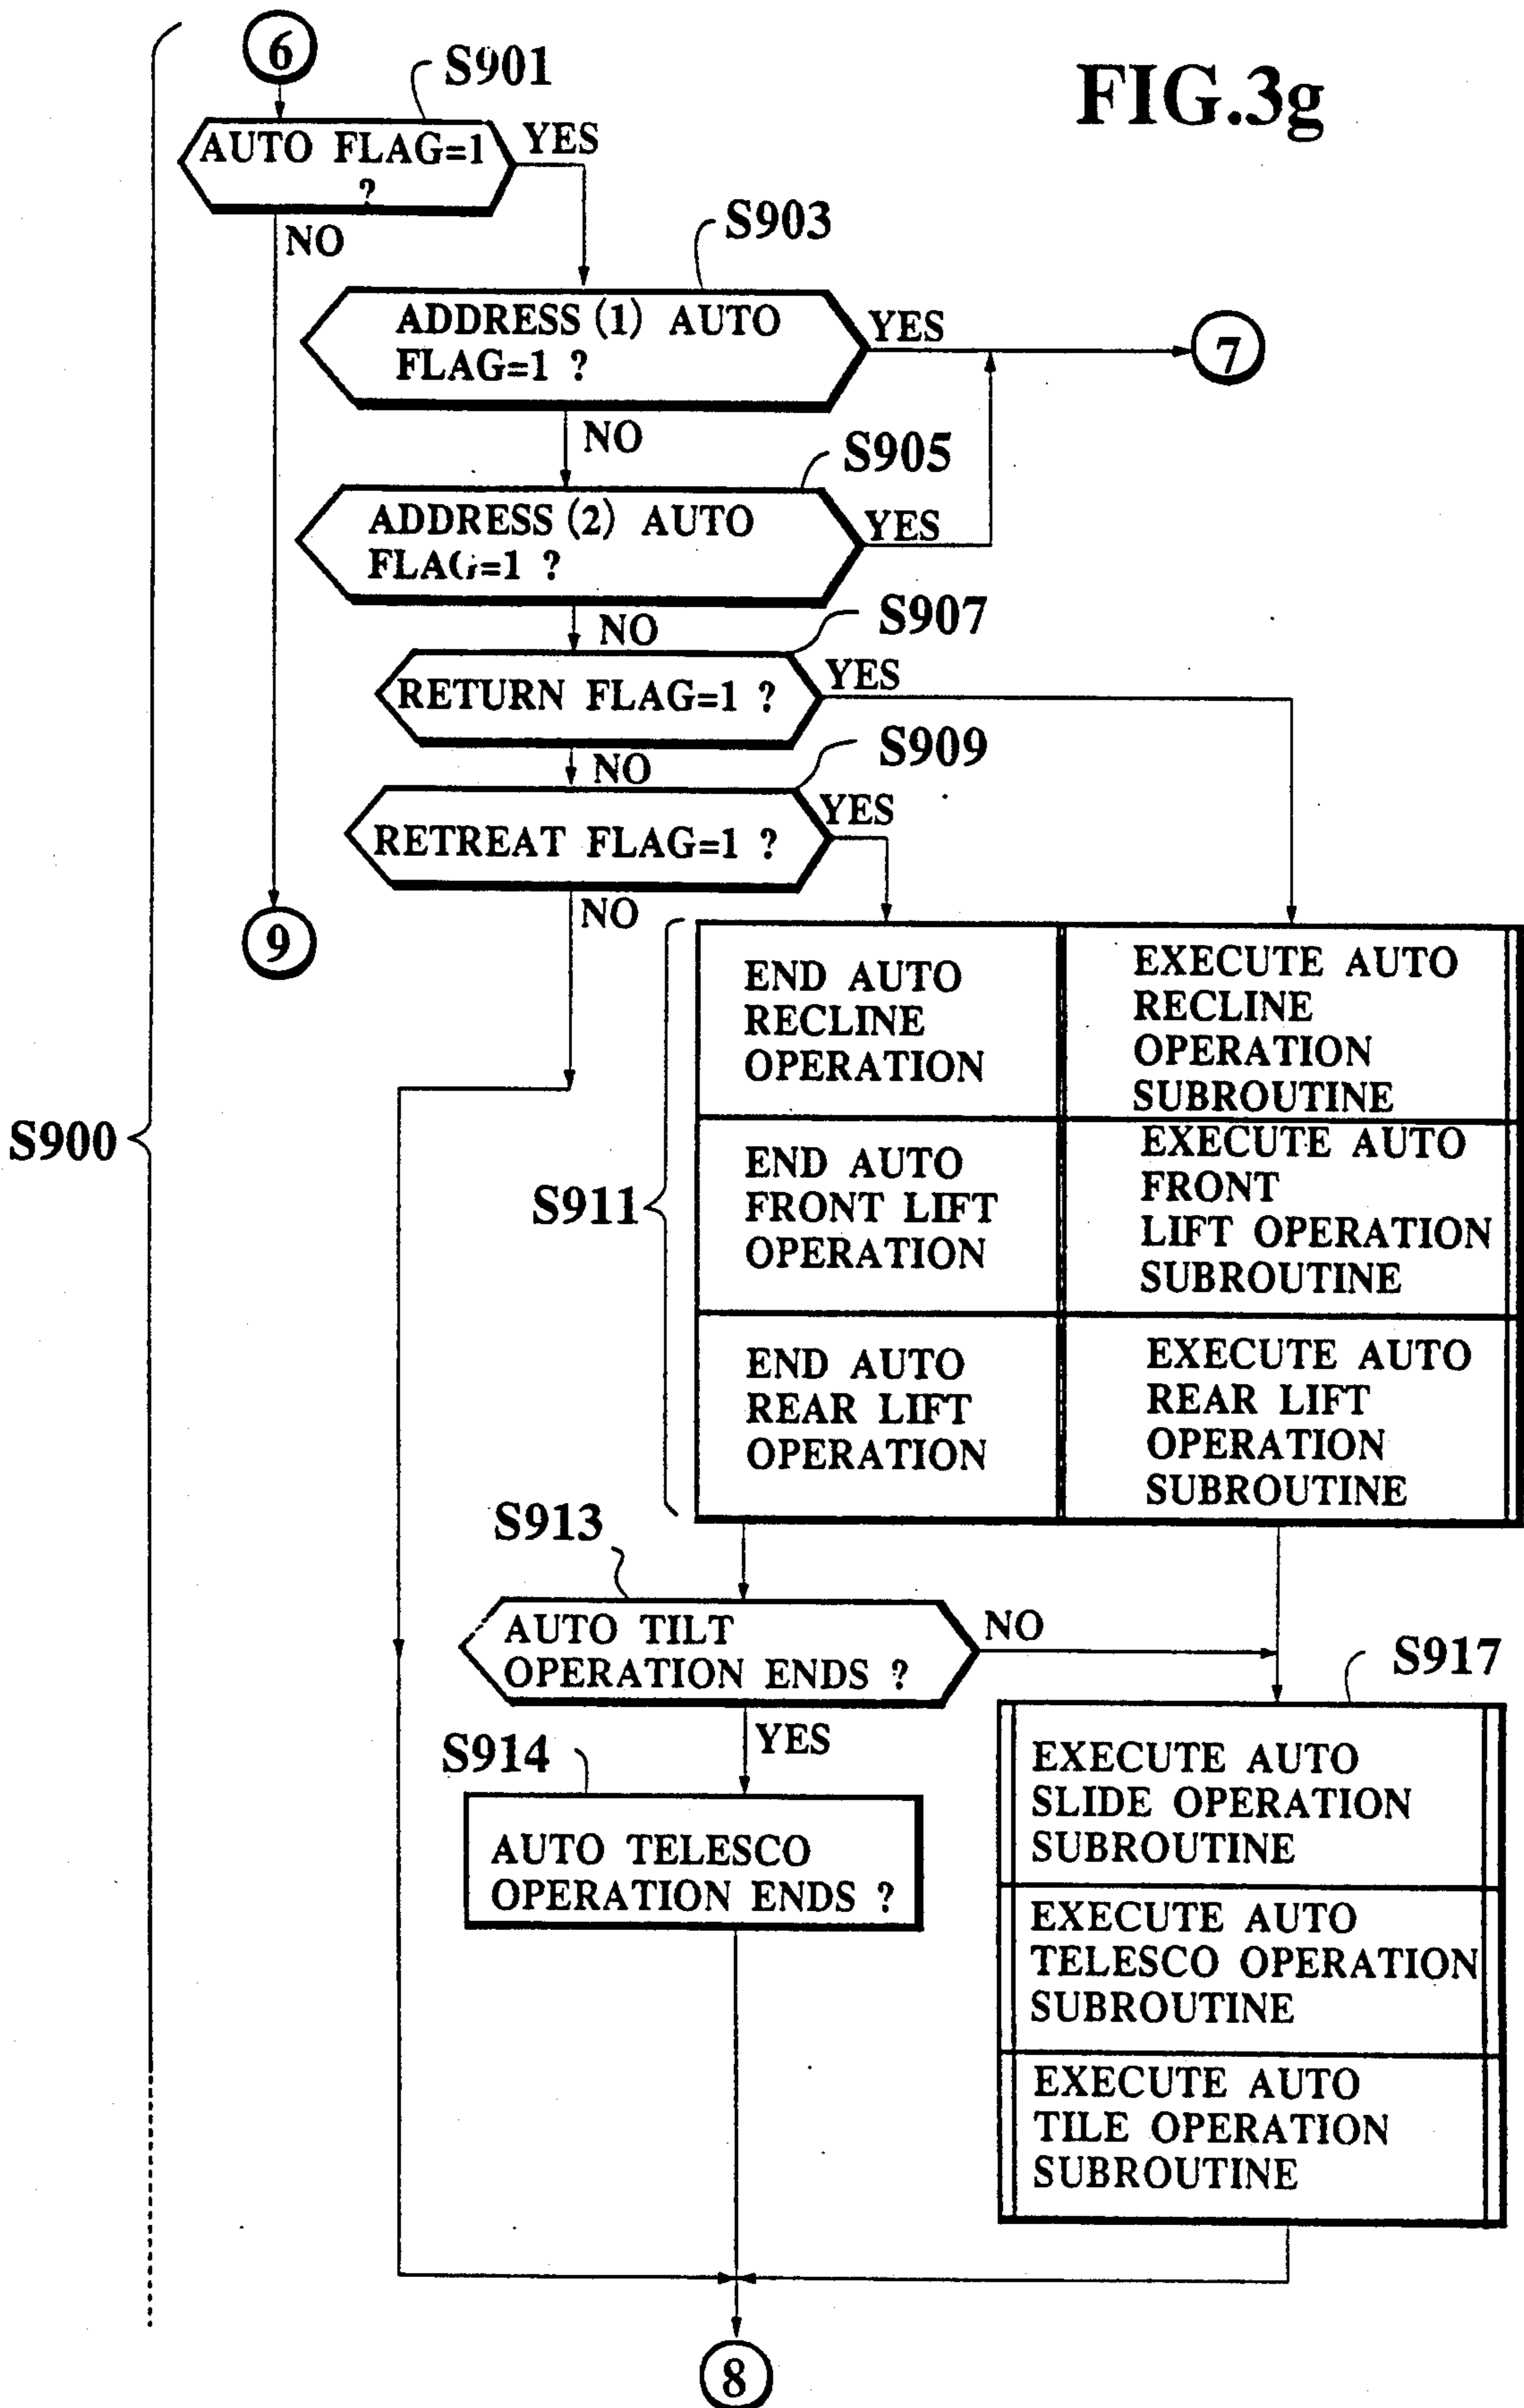 FIG.3g
6
S901
AUTO FLAG=1
?
YES
NO
S903
ADDRESS (1) AUTO
FLAG=1 ?
YES
7
NO
S905
ADDRESS (2) AUTO
FLAG=1 ?
YES
NO
S907
RETURN FLAG=1 ?
YES
NO
S909
RETREAT FLAG=1 ?
YES
NO
9
S900
S911
END AUTO
RECLINE
OPERATION
EXECUTE AUTO
RECLINE
OPERATION
SUBROUTINE
END AUTO
FRONT LIFT
OPERATION
EXECUTE AUTO
FRONT
LIFT OPERATION
SUBROUTINE
END AUTO
REAR LIFT
OPERATION
EXECUTE AUTO
REAR LIFT
OPERATION
SUBROUTINE
S913
AUTO TILT
OPERATION ENDS ?
NO
YES
S914
AUTO TELESCO
OPERATION ENDS ?
S917
EXECUTE AUTO
SLIDE OPERATION
SUBROUTINE
EXECUTE AUTO
TELESCO OPERATION
SUBROUTINE
EXECUTE AUTO
TILE OPERATION
SUBROUTINE
8